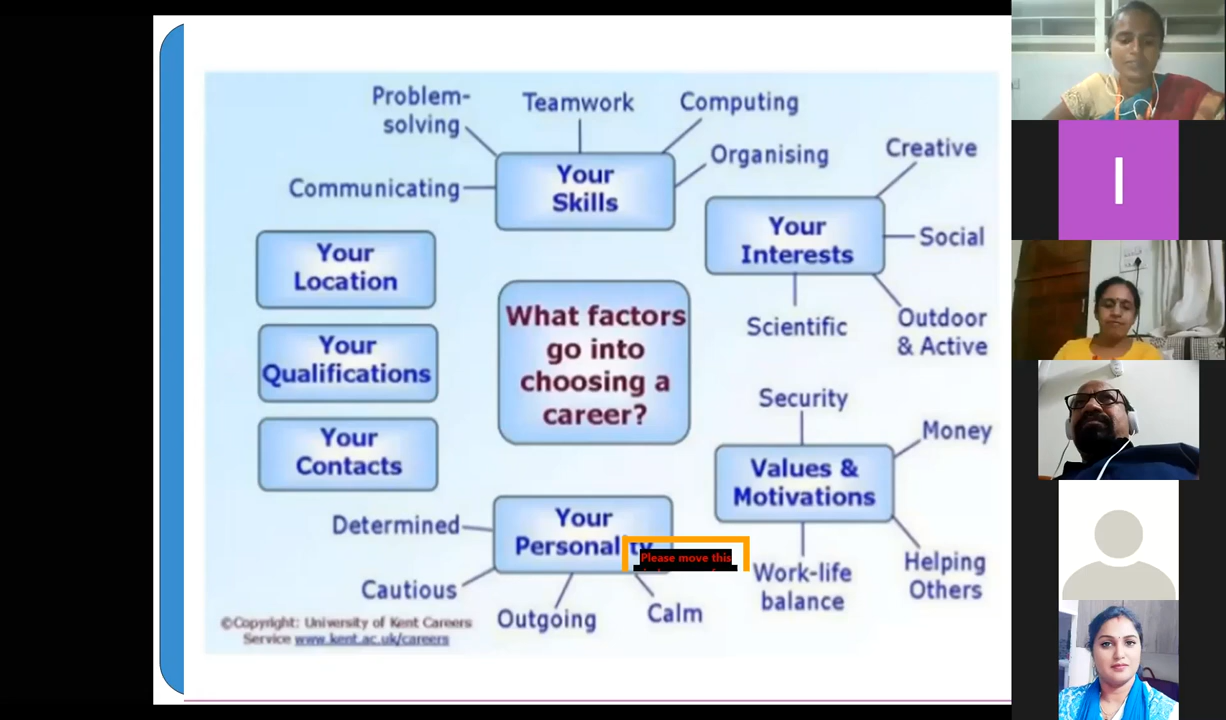 Problem-
solving
Teamwork
Computing
Communicating
Your
Skills
Organising
Creative
Your
Interests
Social
Scientific
Outdoor
& Active
Your
Location
Your
Qualifications
Your
Contacts
What factors
go into
choosing a
career?
Security
Money
Values &
Motivations
Work-life
balance
Helping
Others
Determined
Your
Personality
Cautious
Outgoing
Calm
Please move this
©Copyright: University of Kent Careers
Service www.kent.ac.uk/careers
I